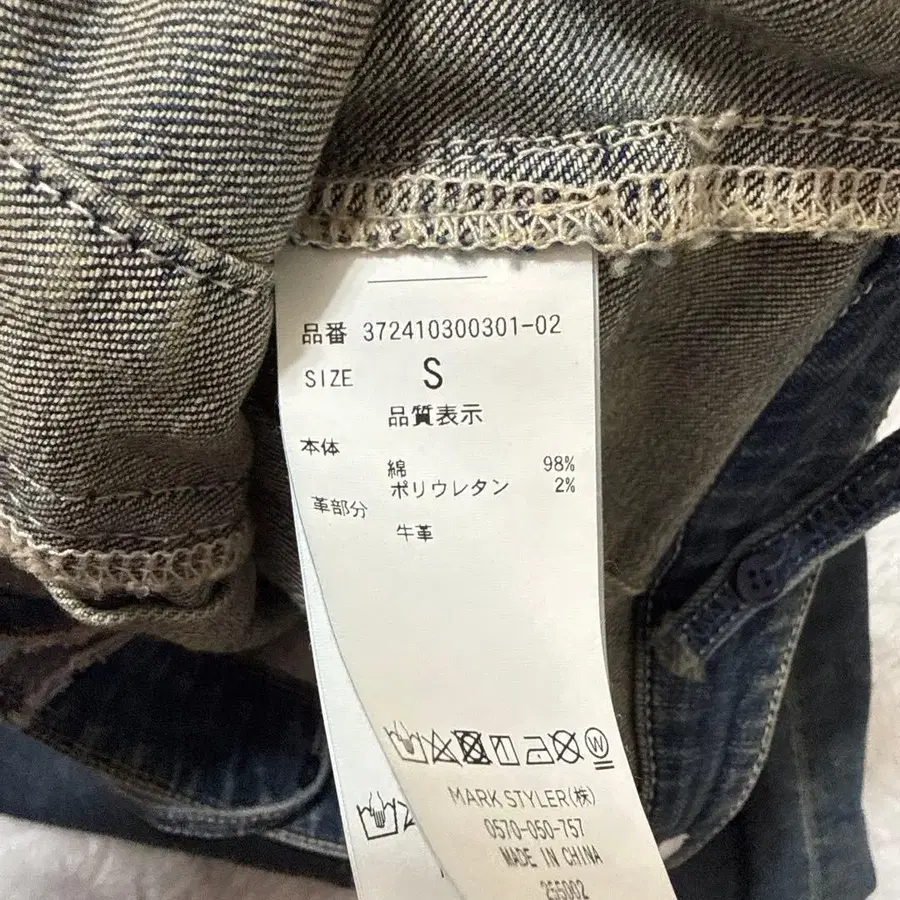 品番 372410300301-02
SIZE S
品質表示
本体
綿 98%
ポリウレタン 2%
革部分
牛革
MARK STYLER(株)
0570-050-757
MADE IN CHINA
255002